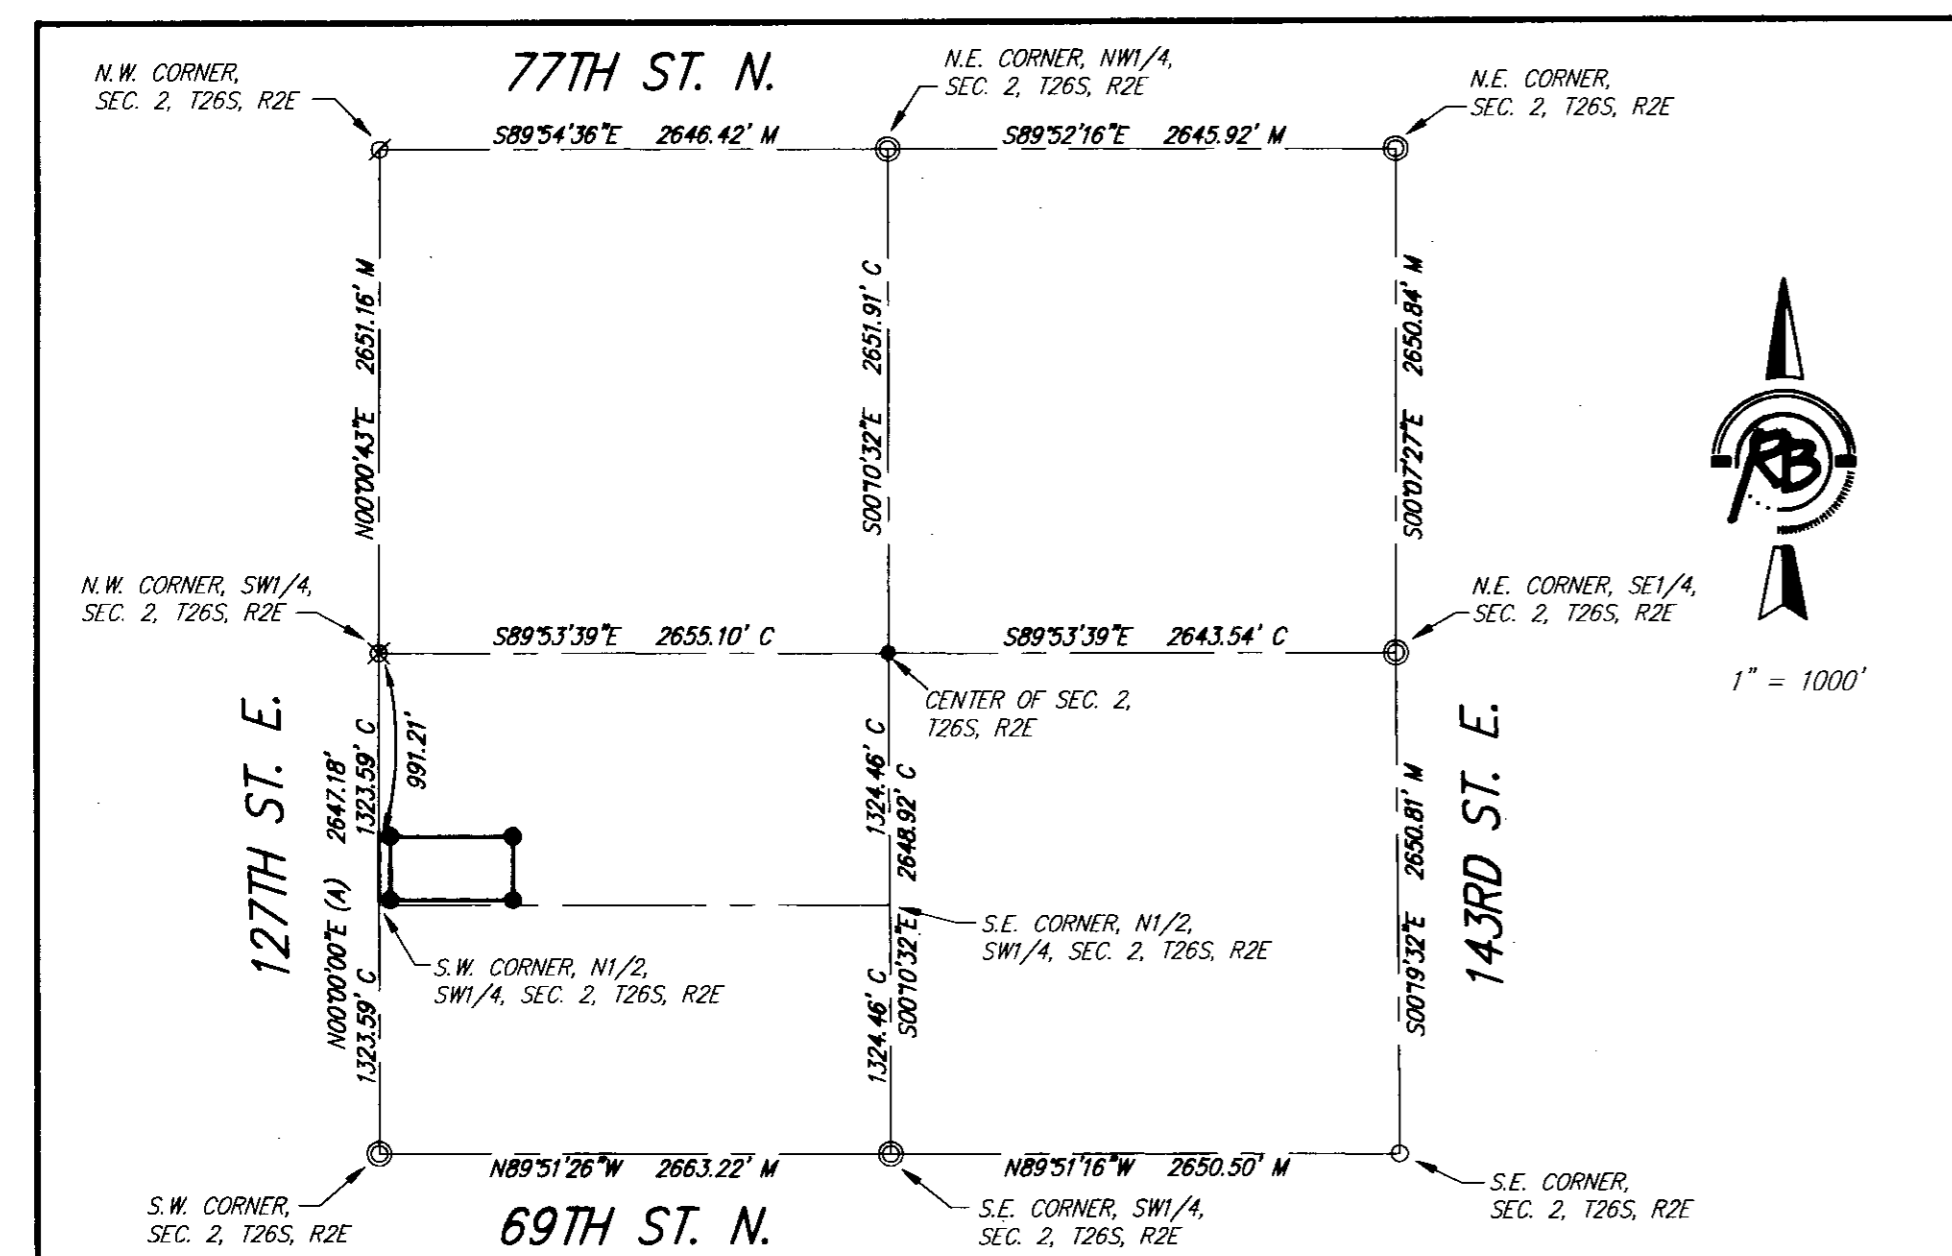 77TH ST. N.
N.W. CORNER,
SEC. 2, T26S, R2E
N.E. CORNER, NW1/4,
SEC. 2, T26S, R2E
N.E. CORNER,
SEC. 2, T26S, R2E
S89°54'36"E 2646.42' M
S89°52'16"E 2645.92' M
N00°00'43"E 2651.16' M
S00°10'32"E 2651.91' C
S00°07'27"E 2650.84' M
RB
1" = 1000'
N.W. CORNER, SW1/4,
SEC. 2, T26S, R2E
N.E. CORNER, SE1/4,
SEC. 2, T26S, R2E
S89°53'39"E 2655.10' C
S89°53'39"E 2643.54' C
CENTER OF SEC. 2,
T26S, R2E
127TH ST. E.
N00°00'00"E (A) 2647.18'
1323.59' C
991.21'
1324.46' C
S00°10'32"E 2648.92' C
S00°19'32"E 2650.81' M
143RD ST. E.
S.E. CORNER, N1/2,
SW1/4, SEC. 2, T26S, R2E
S.W. CORNER, N1/2,
SW1/4, SEC. 2, T26S, R2E
1323.59' C
1324.46' C
N89°51'26"W 2663.22' M
N89°51'16"W 2650.50' M
S.W. CORNER,
SEC. 2, T26S, R2E
69TH ST. N.
S.E. CORNER, SW1/4,
SEC. 2, T26S, R2E
S.E. CORNER,
SEC. 2, T26S, R2E